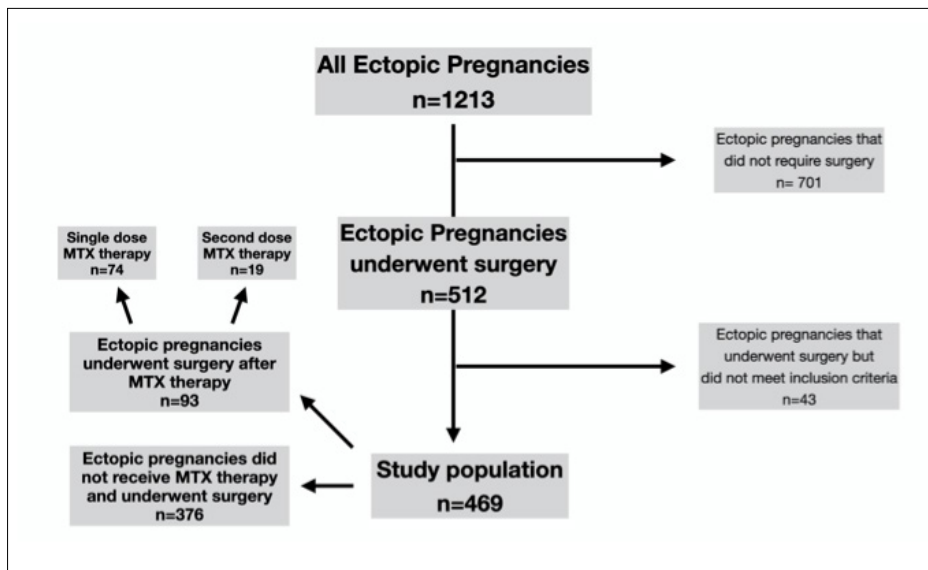 All Ectopic Pregnancies
n=1213
Ectopic pregnancies that
did not require surgery
n= 701
Ectopic Pregnancies
underwent surgery
n=512
Single dose
MTX therapy
n=74
Second dose
MTX therapy
n=19
Ectopic pregnancies
underwent surgery after
MTX therapy
n=93
Ectopic pregnancies that
underwent surgery but
did not meet inclusion criteria
n=43
Ectopic pregnancies did
not receive MTX therapy
and underwent surgery
n=376
Study population
n=469